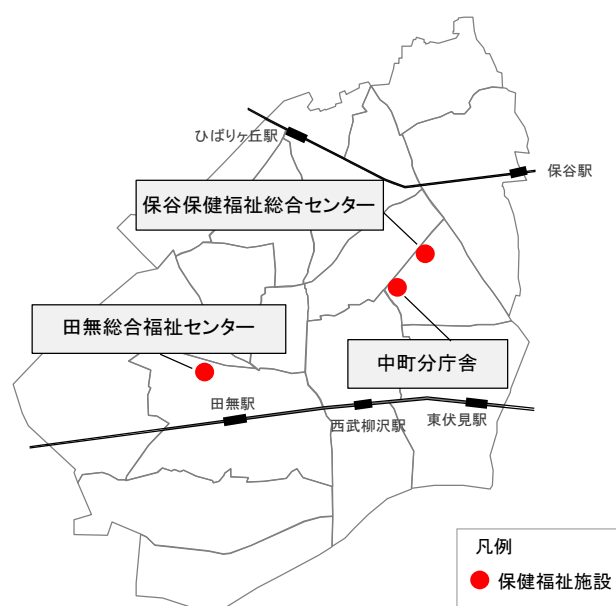 ひばりヶ丘駅
保谷駅
保谷保健福祉総合センター
田無総合福祉センター
中町分庁舎
田無駅
西武柳沢駅
東伏見駅
凡例
保健福祉施設